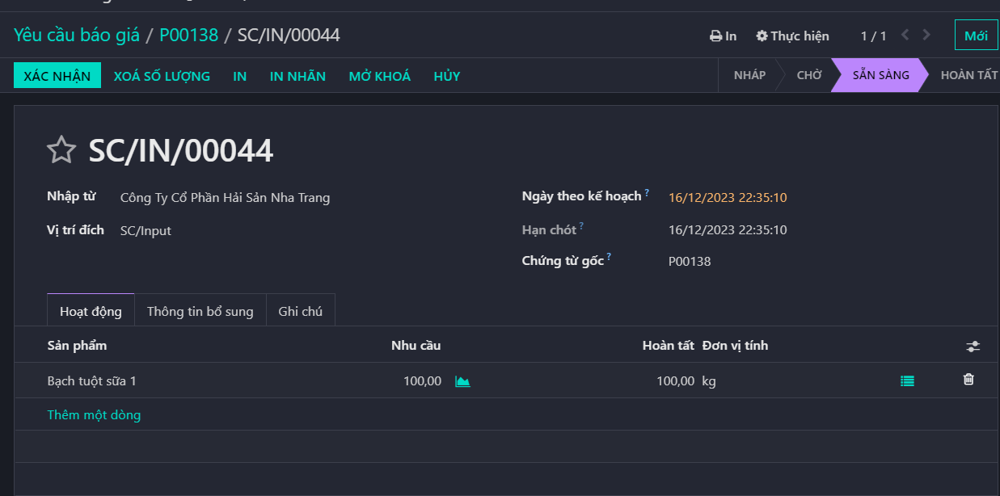 Yêu cầu báo giá / P00138 / SC/IN/00044
In Thực hiện 1 / 1 Mới
XÁC NHẬN XOÁ SỐ LƯỢNG IN IN NHÃN MỞ KHOÁ HỦY
NHÁP CHỜ SẴN SÀNG HOÀN TẤT
SC/IN/00044
Nhập từ Công Ty Cổ Phần Hải Sản Nha Trang
Ngày theo kế hoạch ? 16/12/2023 22:35:10
Vị trí đích SC/Input
Hạn chót ? 16/12/2023 22:35:10
Chứng từ gốc ? P00138
Hoạt động Thông tin bổ sung Ghi chú
Sản phẩm Nhu cầu Hoàn tất Đơn vị tính
Bạch tuột sữa 1 100,00 100,00 kg
Thêm một dòng